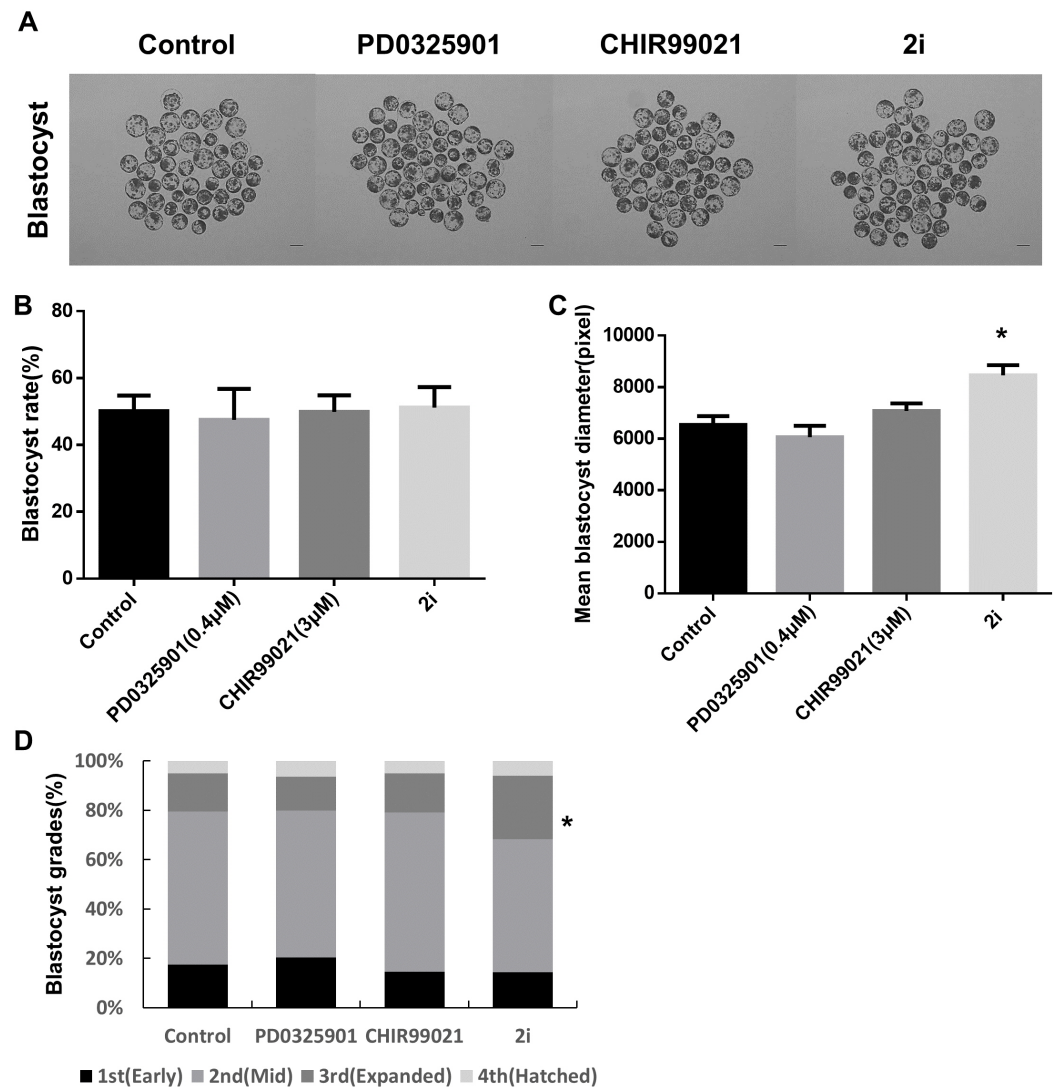 A
Control PD0325901 CHIR99021 2i
Blastocyst
B
Blastocyst rate(%)
80
60
40
20
0
Control
PD0325901(0.4μM)
CHIR99021(3μM)
2i
C
Mean blastocyst diameter(pixel)
10000
8000
6000
4000
2000
0
*
Control
PD0325901(0.4μM)
CHIR99021(3μM)
2i
D
Blastocyst grades(%)
100%
80%
60%
40%
20%
0%
*
Control PD0325901 CHIR99021 2i
1st(Early) 2nd(Mid) 3rd(Expanded) 4th(Hatched)